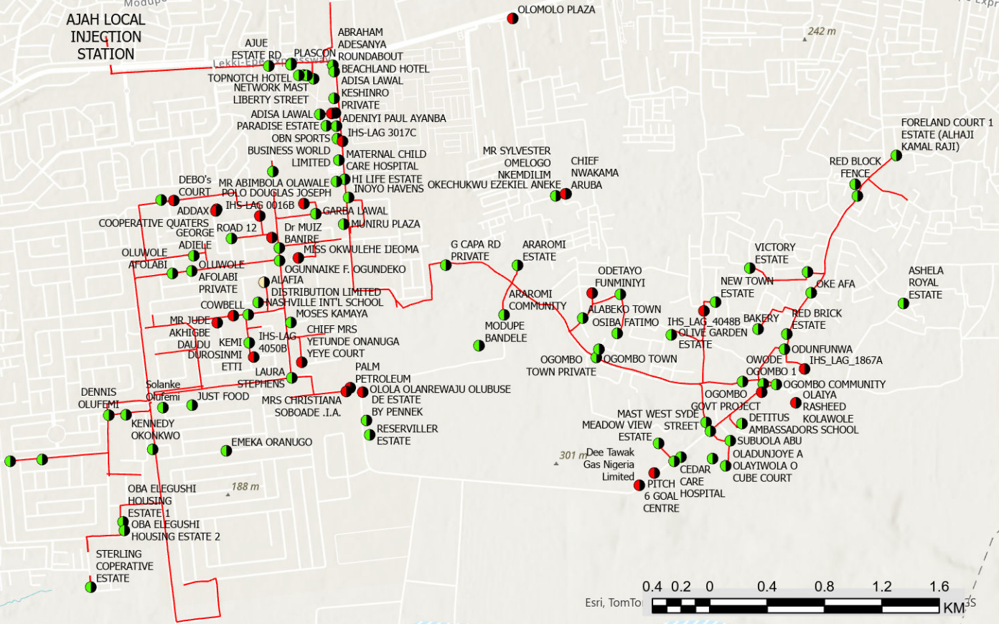 Modupe
Expr
OLOMOLO PLAZA
AJAH LOCAL
INJECTION
STATION
242 m
ABRAHAM
ADESANYA
ROUNDABOUT
AJUE
ESTATE RD
PLASCON
Lekki-Epe Expressway
BEACHLAND HOTEL
TOPNOTCH HOTEL
ADISA LAWAL
NETWORK MAST
LIBERTY STREET
KESHINRO
PRIVATE
ADISA LAWAL
ADENIYI PAUL AYANBA
PARADISE ESTATE
IHS-LAG 3017C
OBN SPORTS
FORELAND COURT 1
ESTATE (ALHAJI
KAMAL RAJI)
BUSINESS WORLD
LIMITED
MATERNAL CHILD
CARE HOSPITAL
MR SYLVESTER
OMELOGO
NKEMDILIM
CHIEF
NWAKAMA
ARUBA
RED BLOCK
FENCE
DEBO's
COURT
MR ABIMBOLA OLAWALE
HI LIFE ESTATE
INOYO HAVENS
OKECHUKWU EZEKIEL ANEKE
POLO DOUGLAS JOSEPH
IHS-LAG 0016B
ADDAX
GARBA LAWAL
COOPERATIVE QUATERS
ROAD 12
MUNIRU PLAZA
GEORGE
ADIELE
Dr MUIZ
BANIRE
MISS OKWULEHE IJEOMA
G CAPA RD
PRIVATE
ARAROMI
ESTATE
VICTORY
ESTATE
OLUWOLE
AFOLABI
OLUWOLE
AFOLABI
PRIVATE
OGUNNAIKE F. OGUNDEKO
ODETAYO
FUNMINIYI
NEW TOWN
ESTATE
OKE AFA
ASHELA
ROYAL
ESTATE
ALAFIA
DISTRIBUTION LIMITED
NASHVILLE INT'L SCHOOL
ARAROMI
COMMUNITY
COWBELL
ALABEKO TOWN
OSIBA FATIMO
MOSES KAMAYA
IHS_LAG_4048B
BAKERY
RED BRICK
ESTATE
MR JUDE
AKHIGBE
DAUDU
CHIEF MRS
YETUNDE ONANUGA
YEYE COURT
MODUPE
BANDELE
OLIVE GARDEN
ESTATE
KEMI
DUROSINMI
ETTI
IHS-LAG
4050B
ODUNFUNWA
OGOMBO
TOWN PRIVATE
OGOMBO TOWN
OWODE
OGOMBO 1
IHS_LAG_1867A
LAURA
STEPHENS
PALM
PETROLEUM
Solanke
Olufemi
OLOLA OLANREWAJU OLUBUSE
OGOMBO COMMUNITY
DENNIS
OLUFEMI
JUST FOOD
MRS CHRISTIANA
SOBOADE .I.A.
DE ESTATE
BY PENNEK
OGOMBO
GOVT PROJECT
OLAIYA
RASHEED
KOLAWOLE
KENNEDY
OKONKWO
MAST WEST SYDE
STREET
DETITUS
AMBASSADORS SCHOOL
RESERVILLER
ESTATE
MEADOW VIEW
ESTATE
SUBUOLA ABU
EMEKA ORANUGO
301 m
Dee Tawak
Gas Nigeria
Limited
OLADUNJOYE A
OLAYIWOLA O
CUBE COURT
CEDAR
CARE
HOSPITAL
PITCH
6 GOAL
CENTRE
188 m
OBA ELEGUSHI
HOUSING
ESTATE 1
OBA ELEGUSHI
HOUSING ESTATE 2
STERLING
COPERATIVE
ESTATE
0.4 0.2 0 0.4 0.8 1.2 1.6
KM
Esri, TomTo
3S